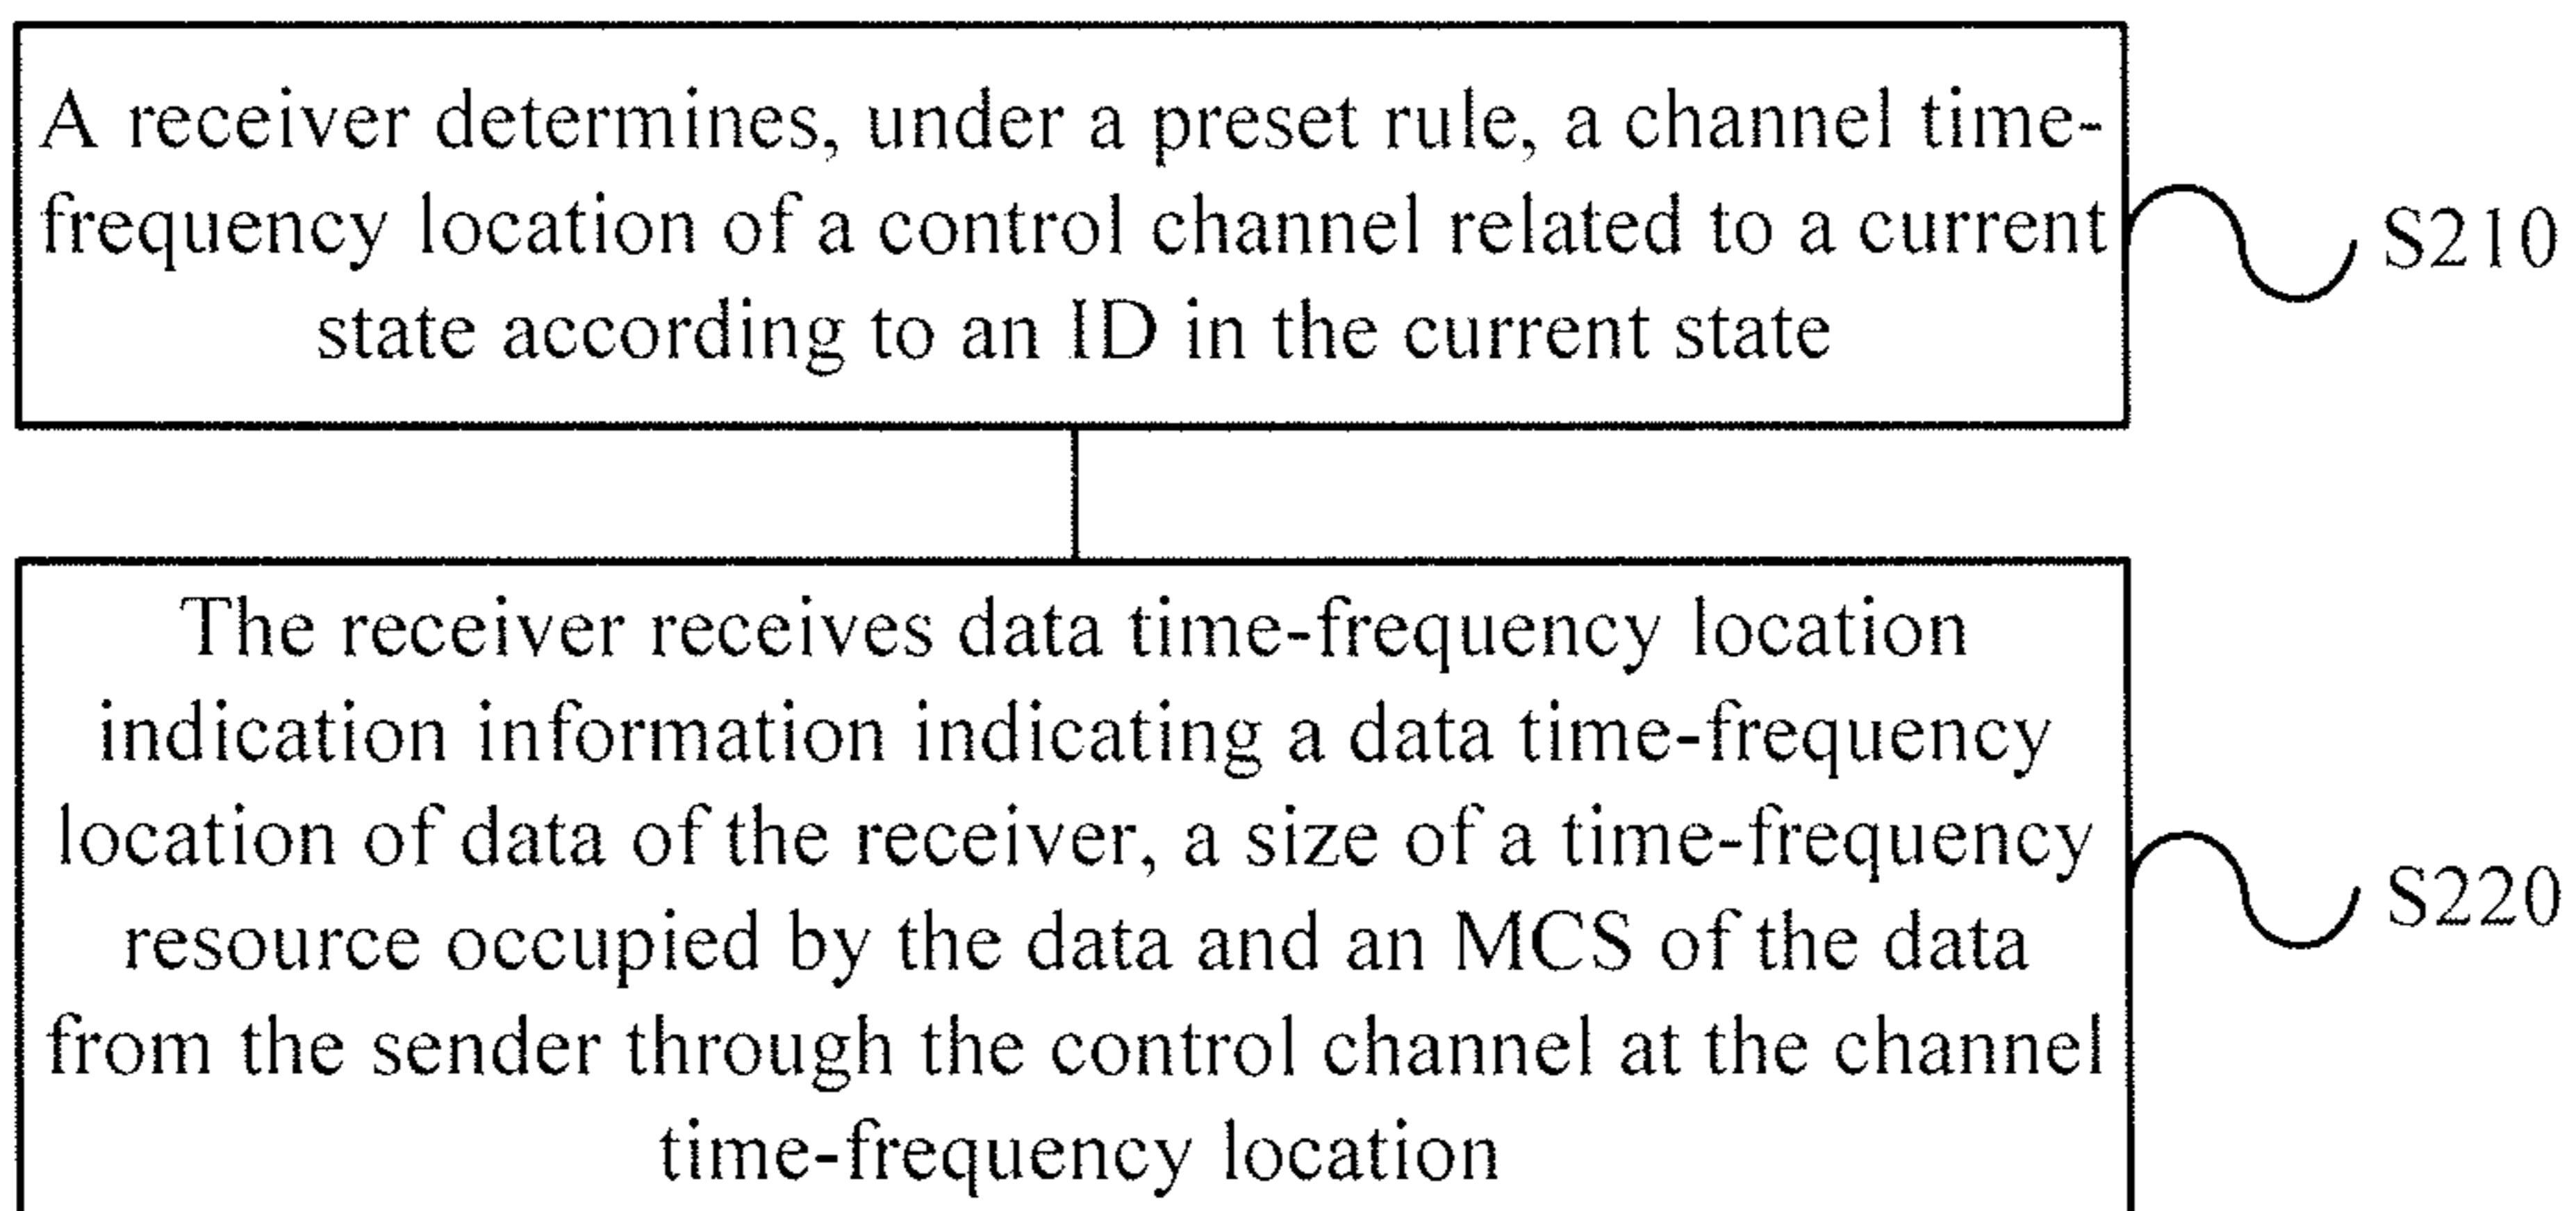 A receiver determines, under a preset rule, a channel time-
frequency location of a control channel related to a current
state according to an ID in the current state
S210
The receiver receives data time-frequency location
indication information indicating a data time-frequency
location of data of the receiver, a size of a time-frequency
resource occupied by the data and an MCS of the data
from the sender through the control channel at the channel
time-frequency location
S220